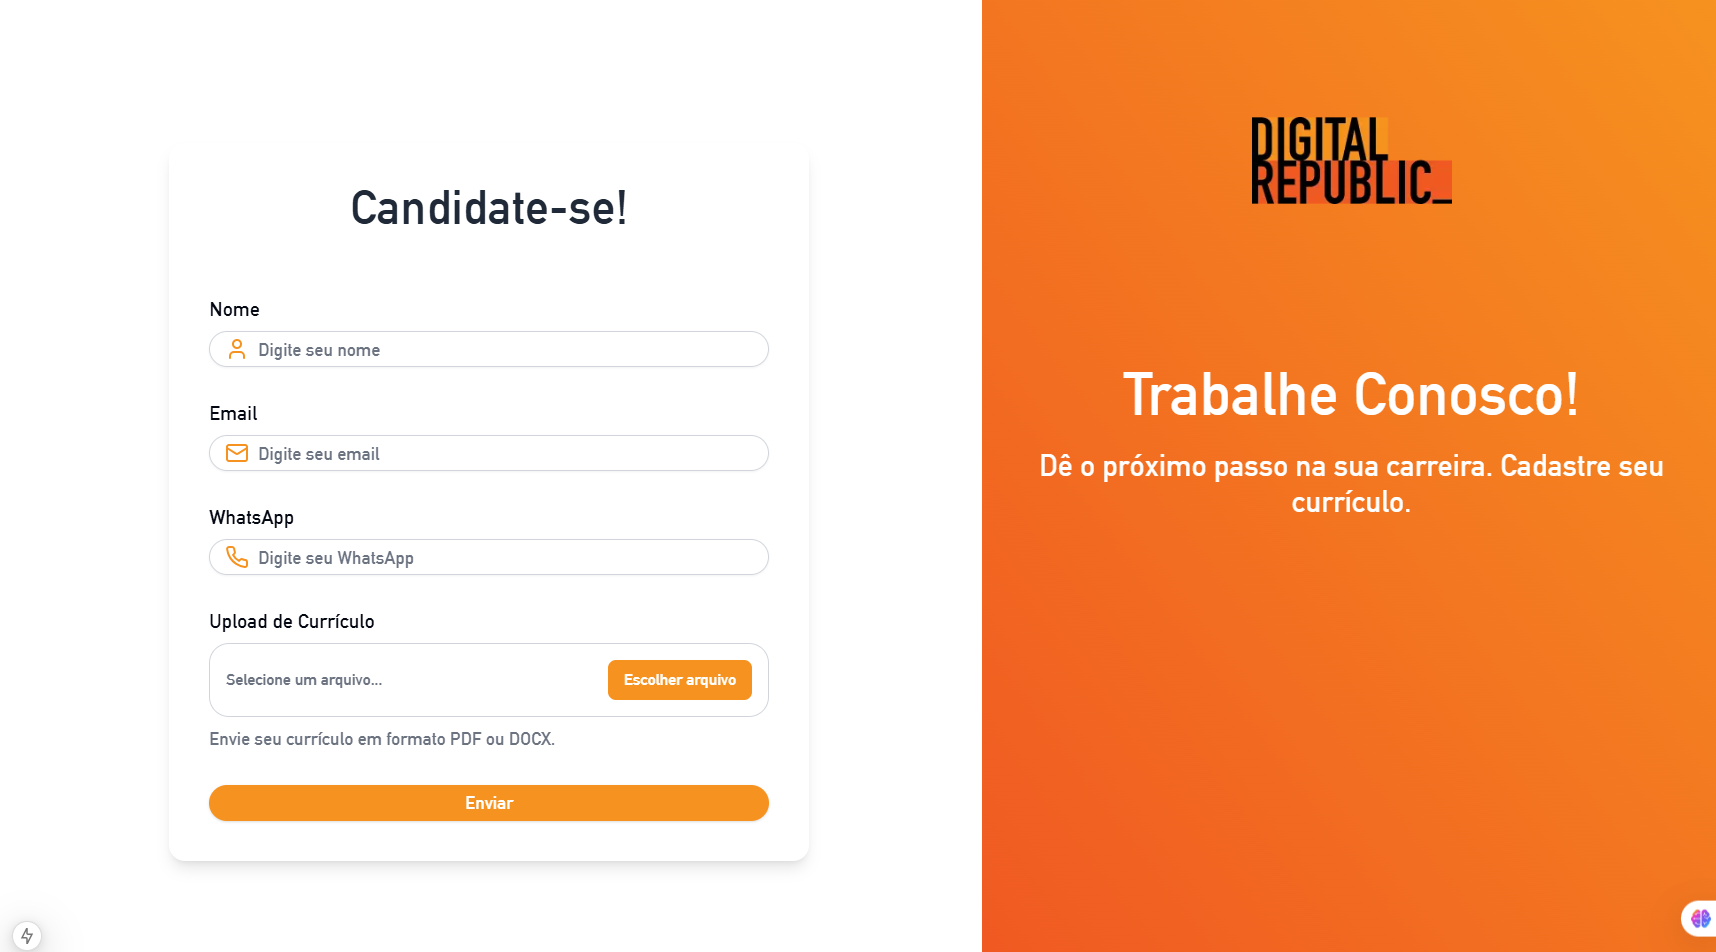 Candidate-se!
Nome
Digite seu nome
Email
Digite seu email
WhatsApp
Digite seu WhatsApp
Upload de Currículo
Selecione um arquivo...
Escolher arquivo
Envie seu currículo em formato PDF ou DOCX.
Enviar
DIGITAL
REPUBLIC_
Trabalhe Conosco!
Dê o próximo passo na sua carreira. Cadastre seu
currículo.